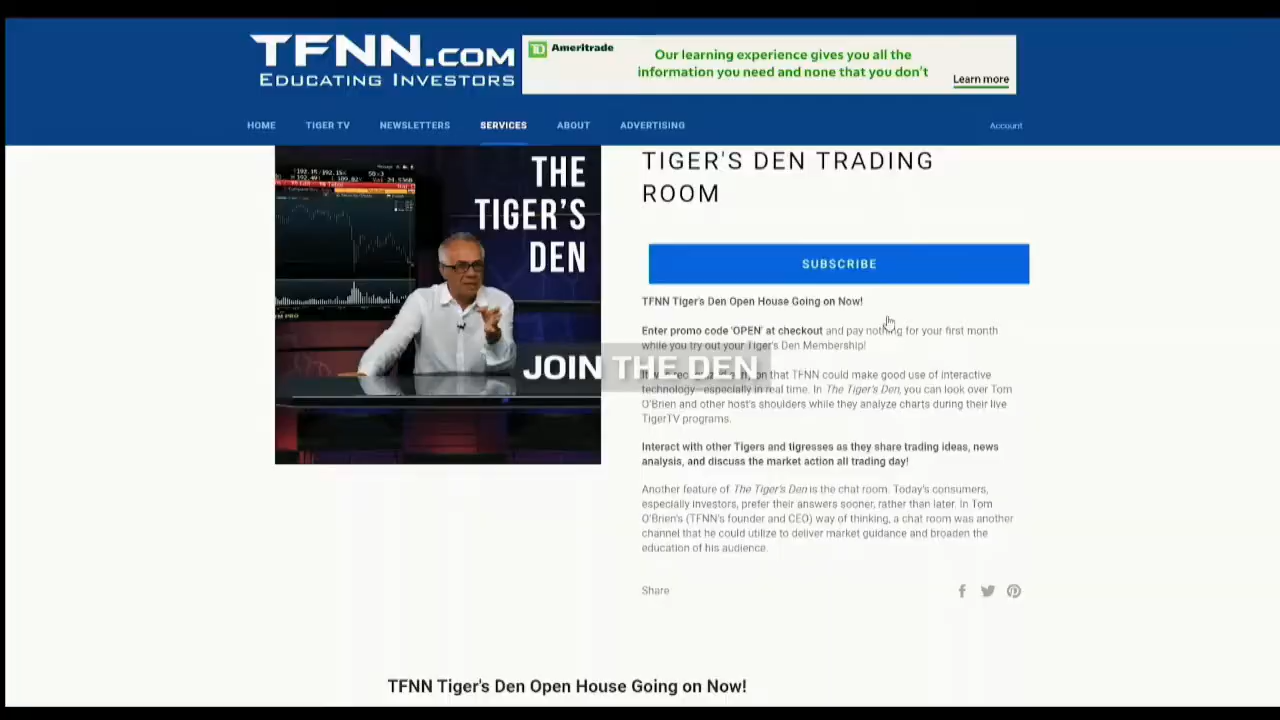 TFNN.COM
EDUCATING INVESTORS
TD Ameritrade
Our learning experience gives you all the
information you need and none that you don't
Learn more
HOME TIGER TV NEWSLETTERS SERVICES ABOUT ADVERTISING Account
THE
TIGER'S
DEN
TIGER'S DEN TRADING
ROOM
SUBSCRIBE
TFNN Tiger's Den Open House Going on Now!
Enter promo code 'OPEN' at checkout and pay nothing for your first month
while you try out your Tiger's Den Membership!
JOIN THE DEN
that TFNN could make good use of interactive
technology—especially in real time. In The Tiger's Den, you can look over Tom
O'Brien and other host's shoulders while they analyze charts during their live
TigerTV programs.
Interact with other Tigers and tigresses as they share trading ideas, news
analysis, and discuss the market action all trading day!
Another feature of The Tiger's Den is the chat room. Today's consumers,
especially investors, prefer their answers sooner, rather than later. In Tom
O'Brien's (TFNN's founder and CEO) way of thinking, a chat room was another
channel that he could utilize to deliver market guidance and broaden the
education of his audience.
Share
TFNN Tiger's Den Open House Going on Now!